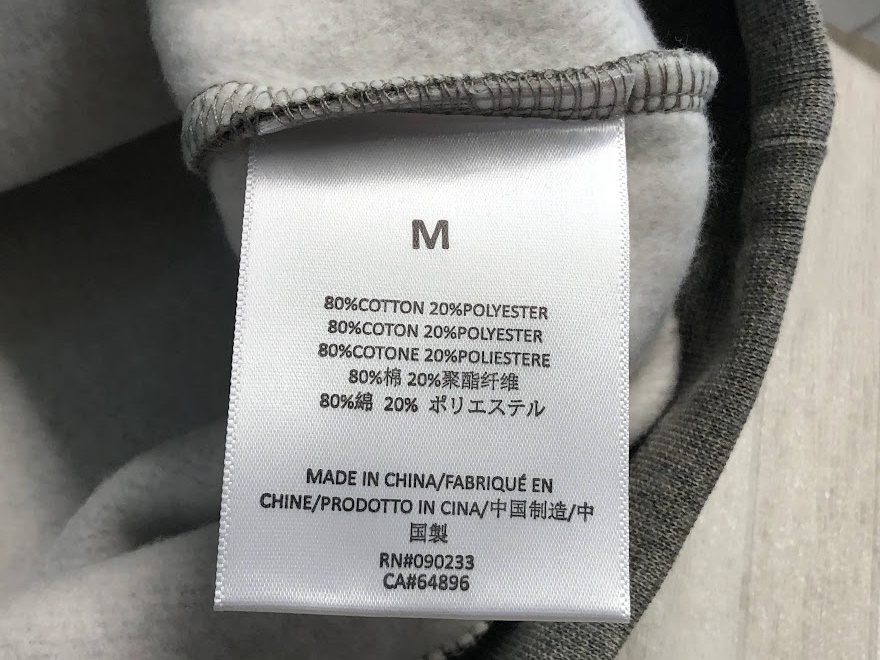 M
80%COTTON 20%POLYESTER
80%COTON 20%POLYESTER
80%COTONE 20%POLIESTERE
80%棉 20%聚酯纤维
80%綿 20% ポリエステル
MADE IN CHINA/FABRIQUÉ EN
CHINE/PRODOTTO IN CINA/中国制造/中
国製
RN#090233
CA#64896